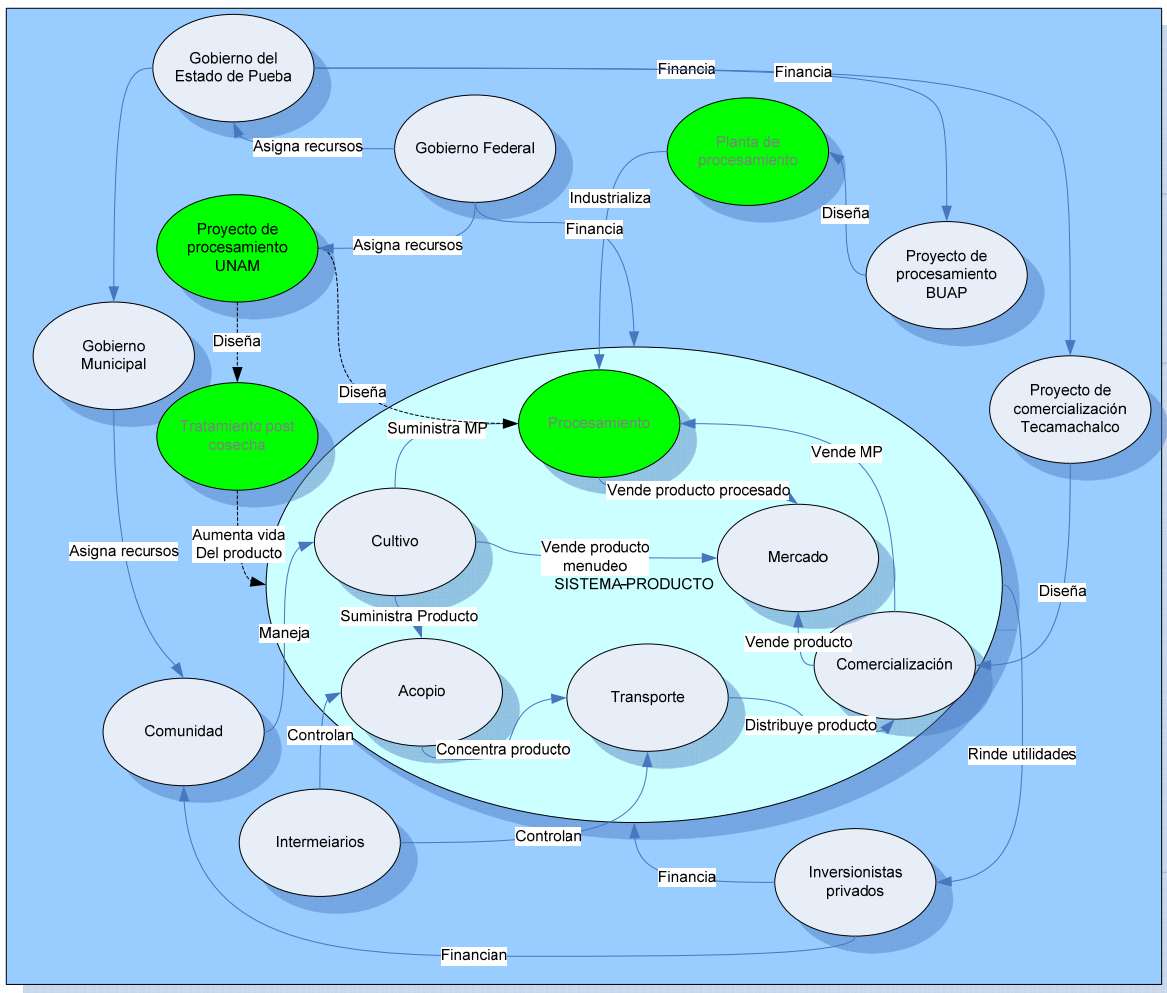 Gobierno del
Estado de Pueba
Financia
Financia
Asigna recursos
Gobierno Federal
Planta de
procesamiento
Industrializa
Diseña
Financia
Proyecto de
procesamiento
UNAM
Asigna recursos
Proyecto de
procesamiento
BUAP
Diseña
Gobierno
Municipal
Diseña
Proyecto de
comercialización
Tecamachalco
Tratamiento post
cosecha
Suministra MP
Procesamiento
Vende MP
Vende producto procesado
Aumenta vida
Del producto
Asigna recursos
Cultivo
Vende producto
menudeo
Mercado
SISTEMA-PRODUCTO
Diseña
Suministra Producto
Maneja
Vende producto
Comercialización
Acopio
Transporte
Comunidad
Controlan
Concentra producto
Distribuye producto
Rinde utilidades
Intermeiarios
Controlan
Financia
Inversionistas
privados
Financian